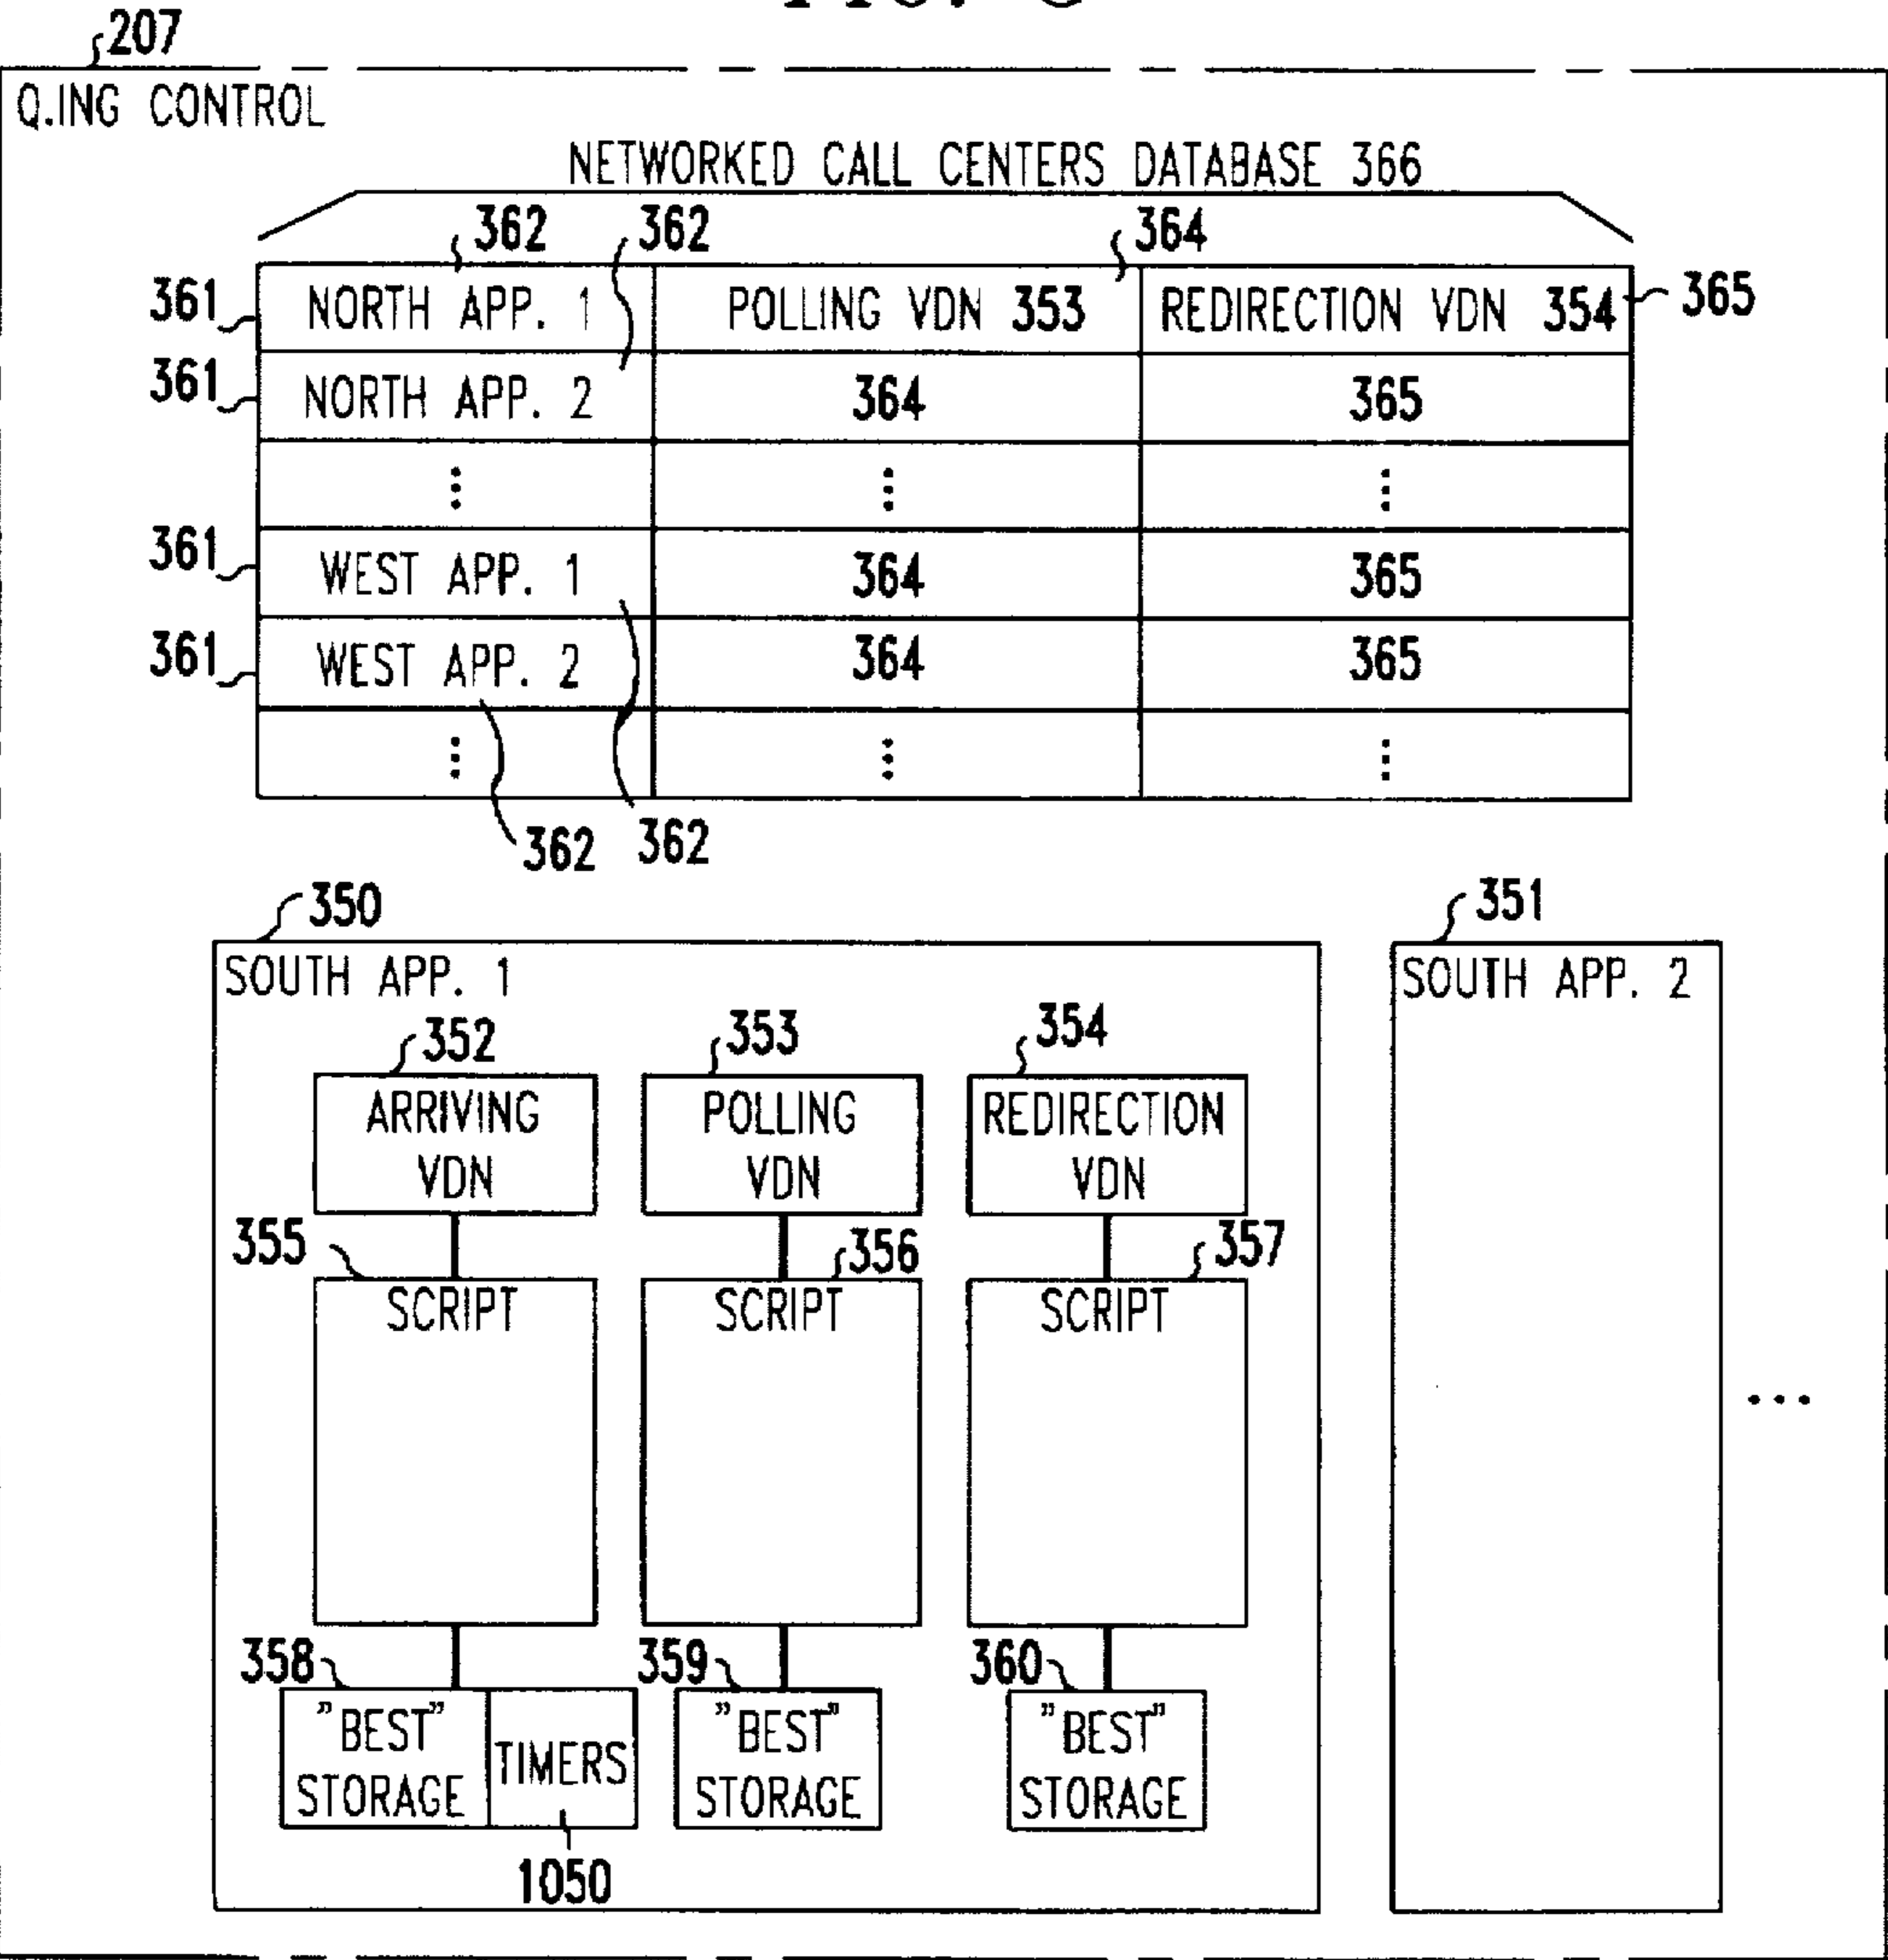 207
Q.ING CONTROL
NETWORKED CALL CENTERS DATABASE 366
362 362 364
361 NORTH APP. 1 POLLING VDN 353 REDIRECTION VDN 354 365
361 NORTH APP. 2 364 365
⋮ ⋮ ⋮
361 WEST APP. 1 364 365
361 WEST APP. 2 364 365
⋮ ⋮ ⋮
362 362
350 351
SOUTH APP. 1 SOUTH APP. 2
352 353 354
ARRIVING VDN
POLLING VDN
REDIRECTION VDN
355 356 357
SCRIPT SCRIPT SCRIPT
...
358 359 360
"BEST" STORAGE
TIMERS
"BEST" STORAGE
"BEST" STORAGE
1050